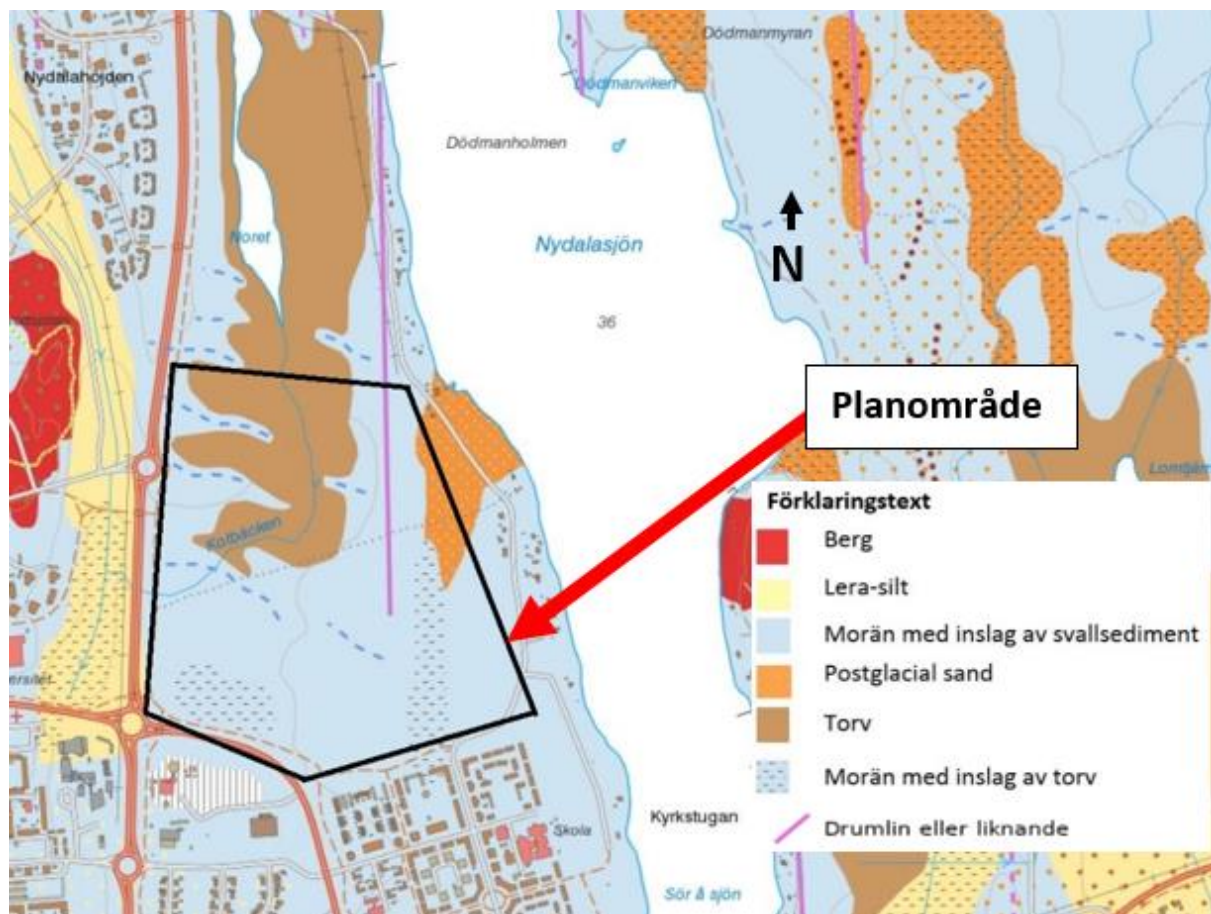 Dödmanmyran
Nydalahöjden
Dödmanviken
Dödmanholmen
Noret
Nydalasjön
N
36
Planområde
Kolbäcken
Förklaringstext
Berg
Lera-silt
Morän med inslag av svallsediment
Postglacial sand
Torv
Morän med inslag av torv
Drumlin eller liknande
ersitet
Kyrkstugan
Skola
Sör å sjön